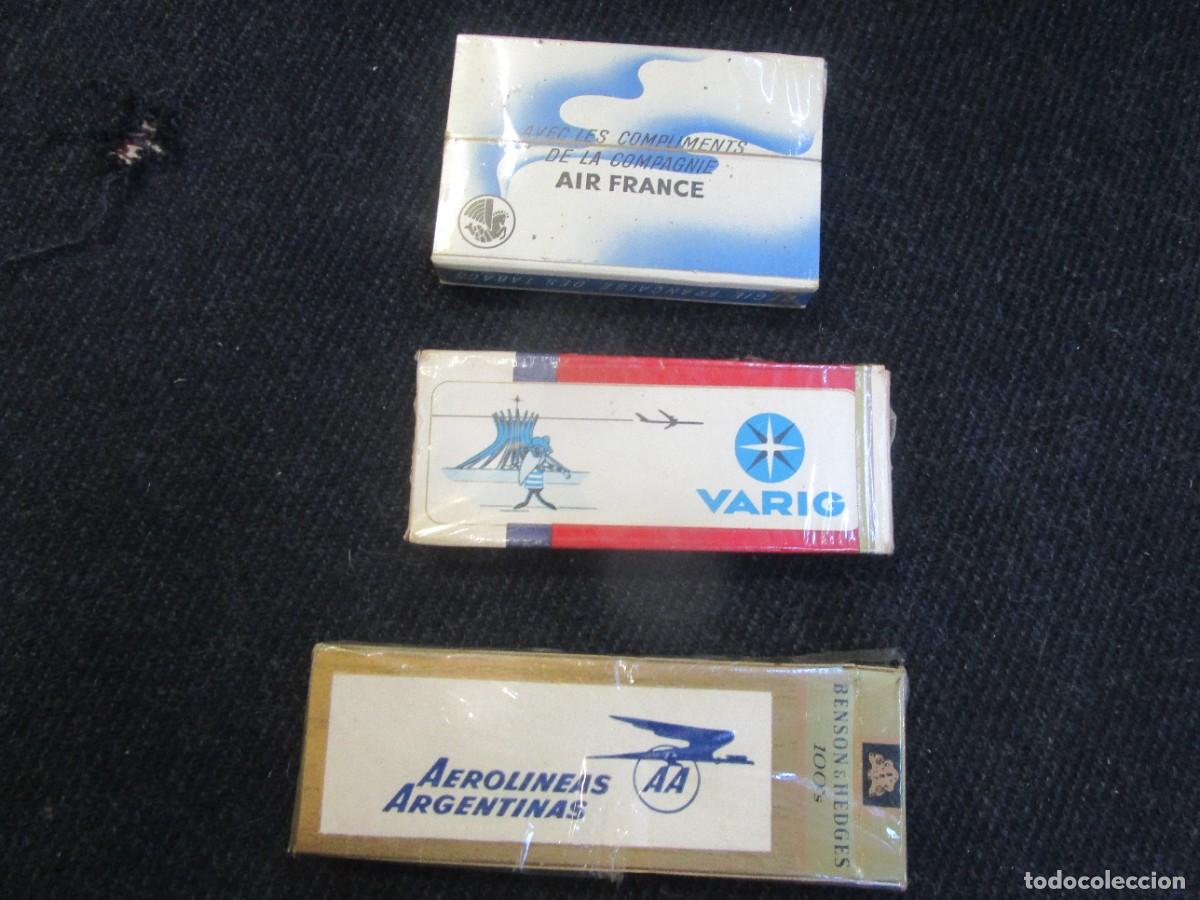 AVEC LES COMPLIMENTS
DE LA COMPAGNIE
AIR FRANCE
GIE FRANÇAISE DES TABACS
VARIG
AEROLINEAS
ARGENTINAS
AA
BENSON & HEDGES
100's
todocoleccion